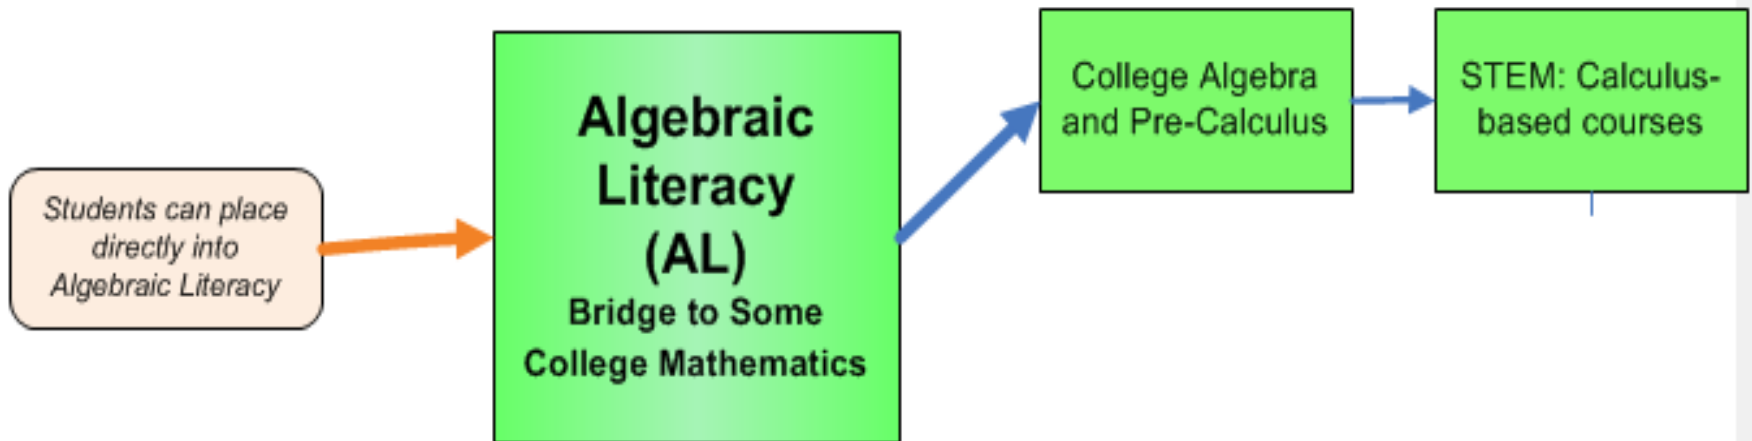 Students can place
directly into
Algebraic Literacy
Algebraic
Literacy
(AL)
Bridge to Some
College Mathematics
College Algebra
and Pre-Calculus
STEM: Calculus-
based courses